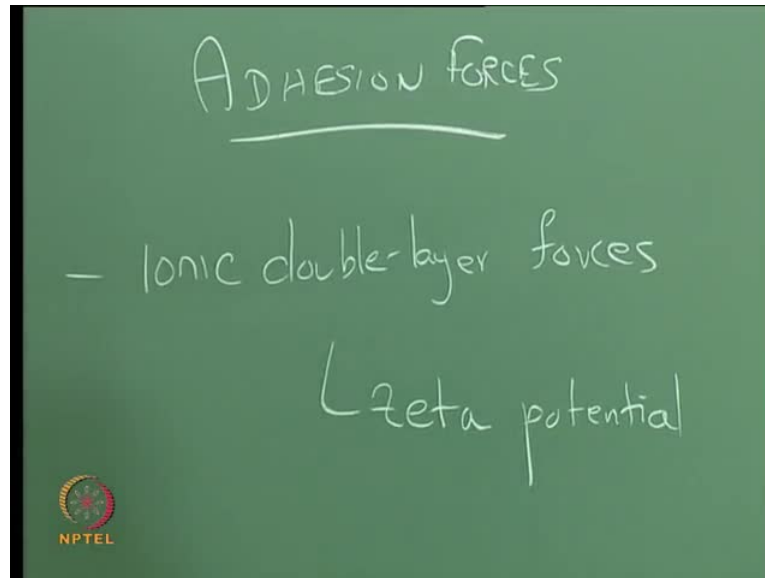 ADHESION FORCES
- Ionic double-layer forces
zeta potential
NPTEL